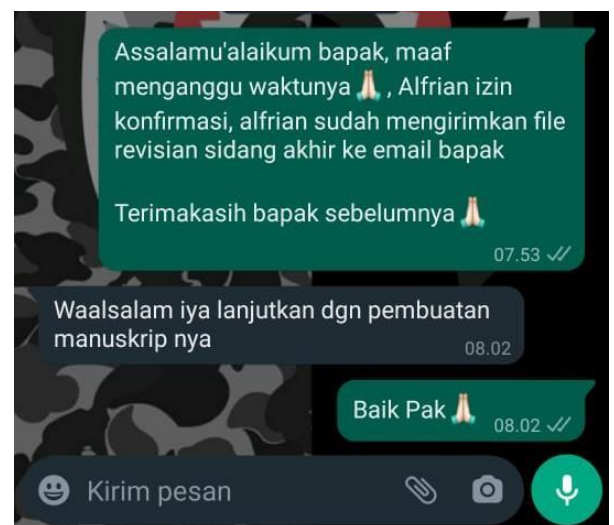 Assalamu'alaikum bapak, maaf
menganggu waktunya 🙏🏻 , Alfrian izin
konfirmasi, alfrian sudah mengirimkan file
revisian sidang akhir ke email bapak
Terimakasih bapak sebelumnya 🙏🏻
07.53
Waalsalam iya lanjutkan dgn pembuatan
manuskrip nya
08.02
Baik Pak 🙏🏻
08.02
Kirim pesan